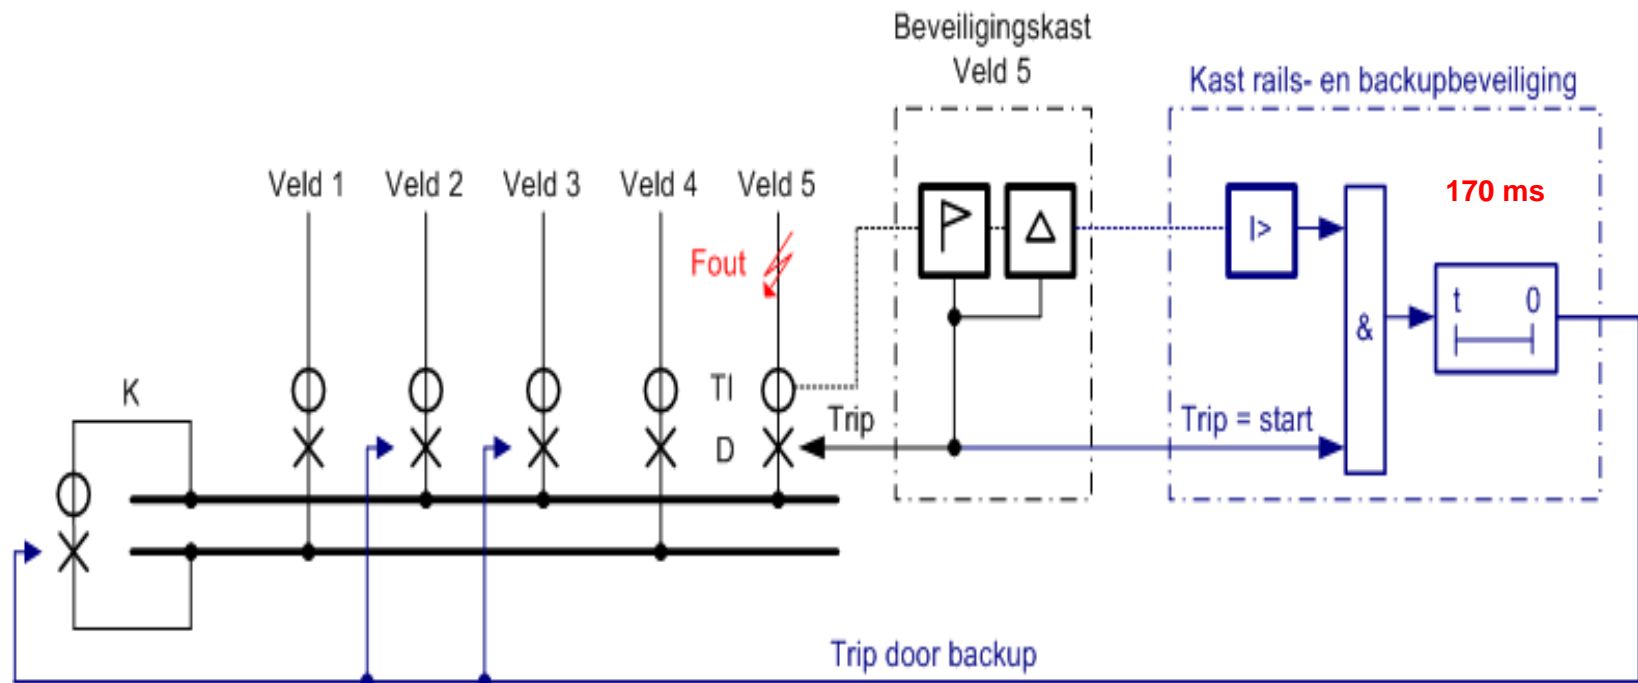 Beveiligingskast
Veld 5
Kast rails- en backupbeveiliging
Veld 1
Veld 2
Veld 3
Veld 4
Veld 5
170 ms
Fout
I>
t
0
&
K
TI
Trip
Trip = start
D
Trip door backup